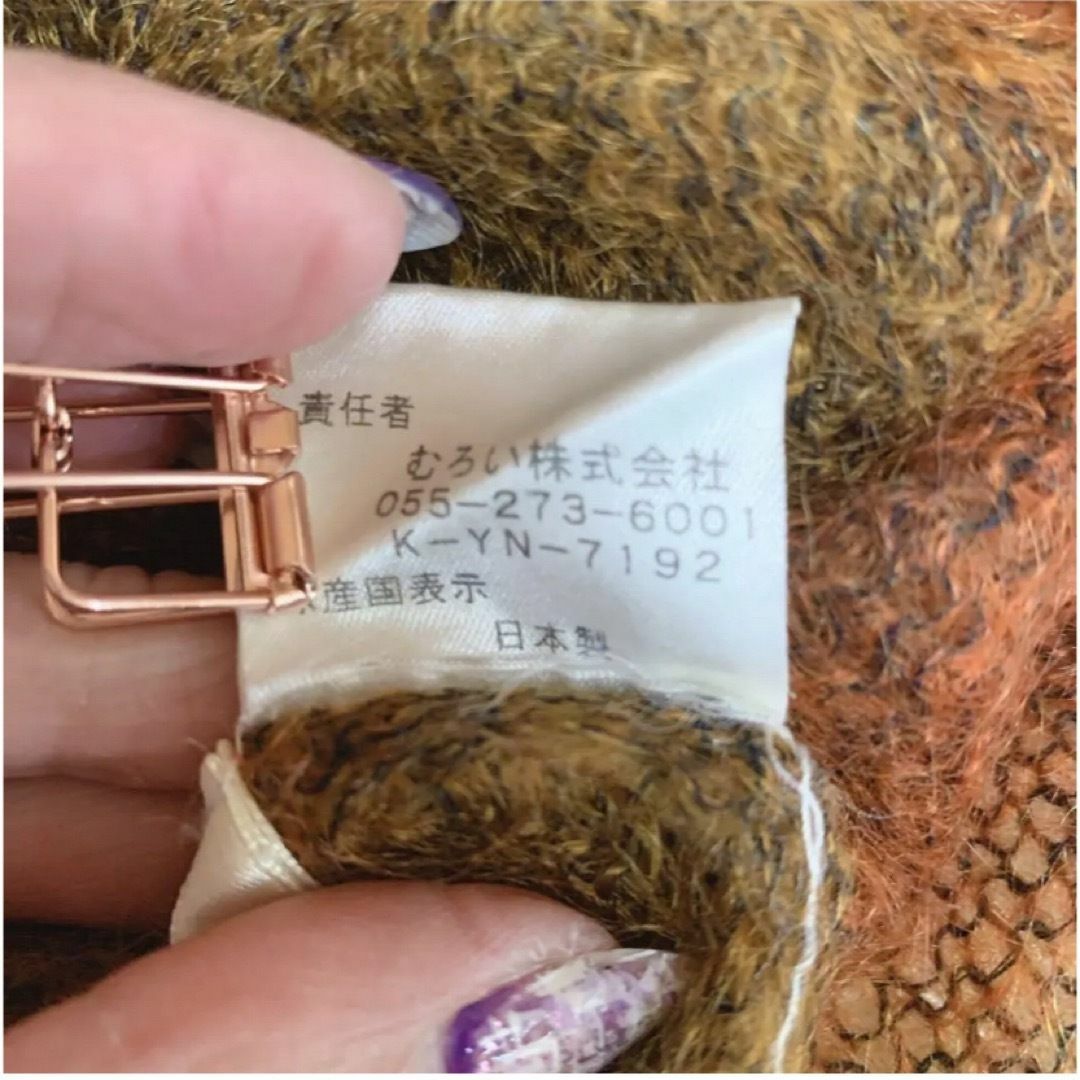 責任者
むろい株式会社
055-273-6001
K-YN-7192
産国表示
日本製